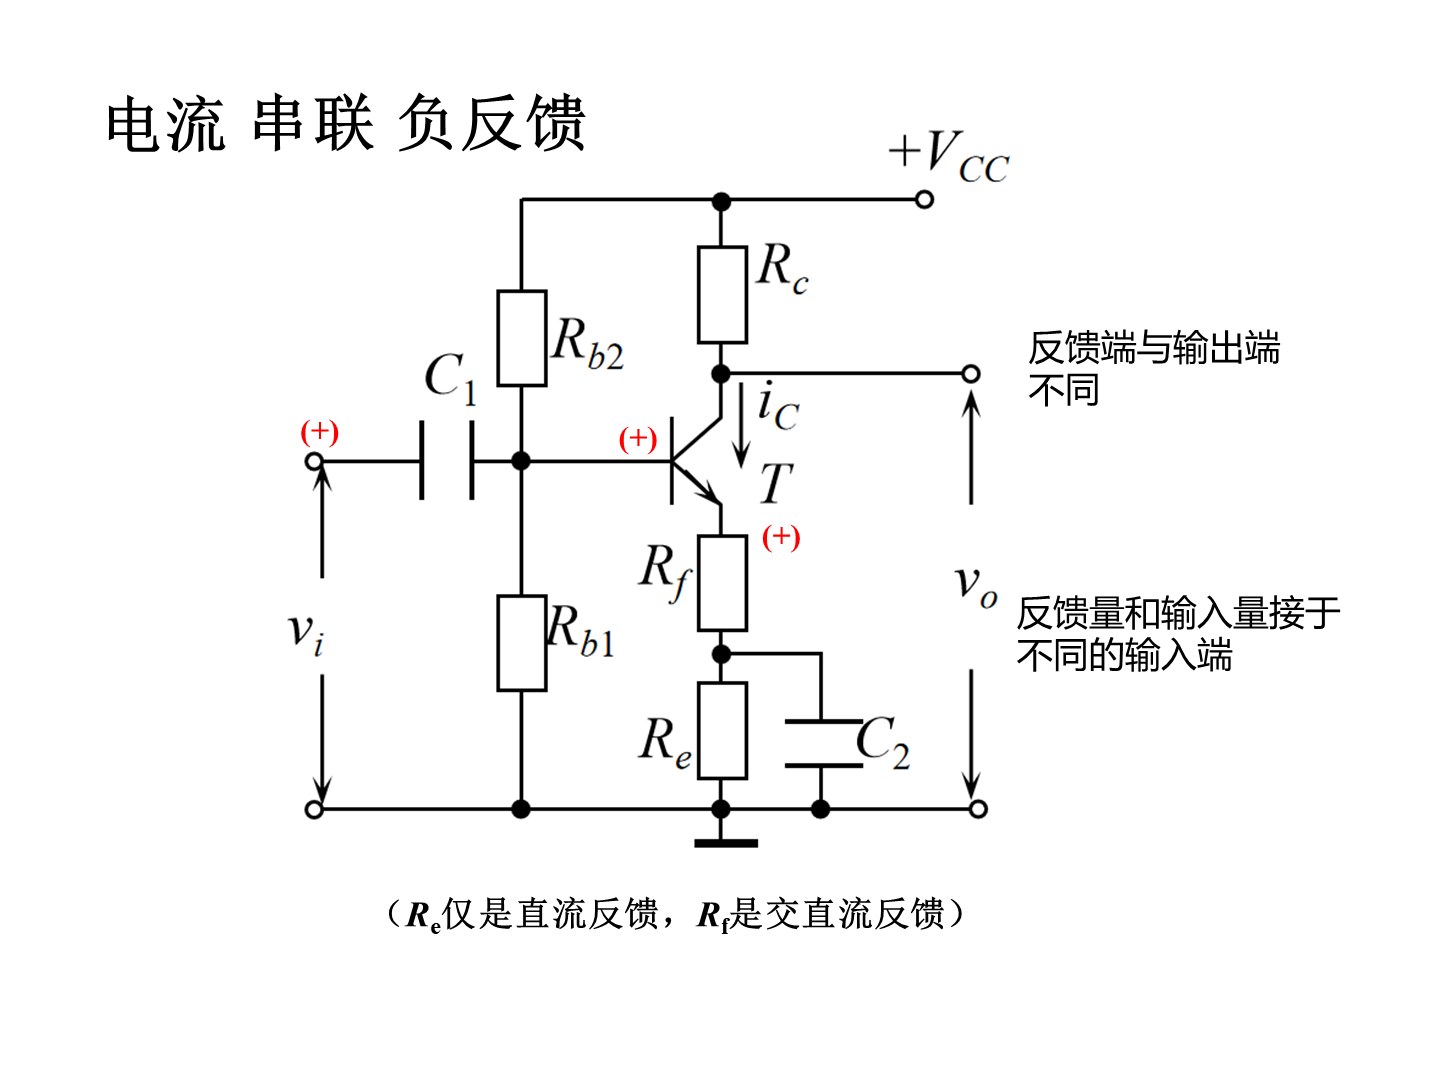 电流 串联 负反馈
+VCC
Rc
Rb2
C1
反馈端与输出端
不同
iC
(+)
(+)
T
(+)
Rf
vo
反馈量和输入量接于
不同的输入端
vi
Rb1
Re
C2
（Re仅是直流反馈，Rf是交直流反馈）